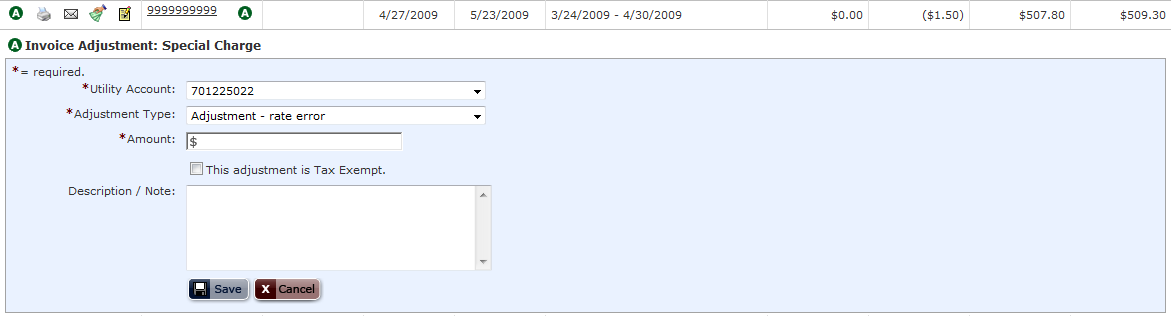 A 9999999999 A 4/27/2009 5/23/2009 3/24/2009 - 4/30/2009 $0.00 ($1.50) $507.80 $509.30
A Invoice Adjustment: Special Charge
*= required.
*Utility Account: 701225022
*Adjustment Type: Adjustment - rate error
*Amount: $
This adjustment is Tax Exempt.
Description / Note:
Save X Cancel